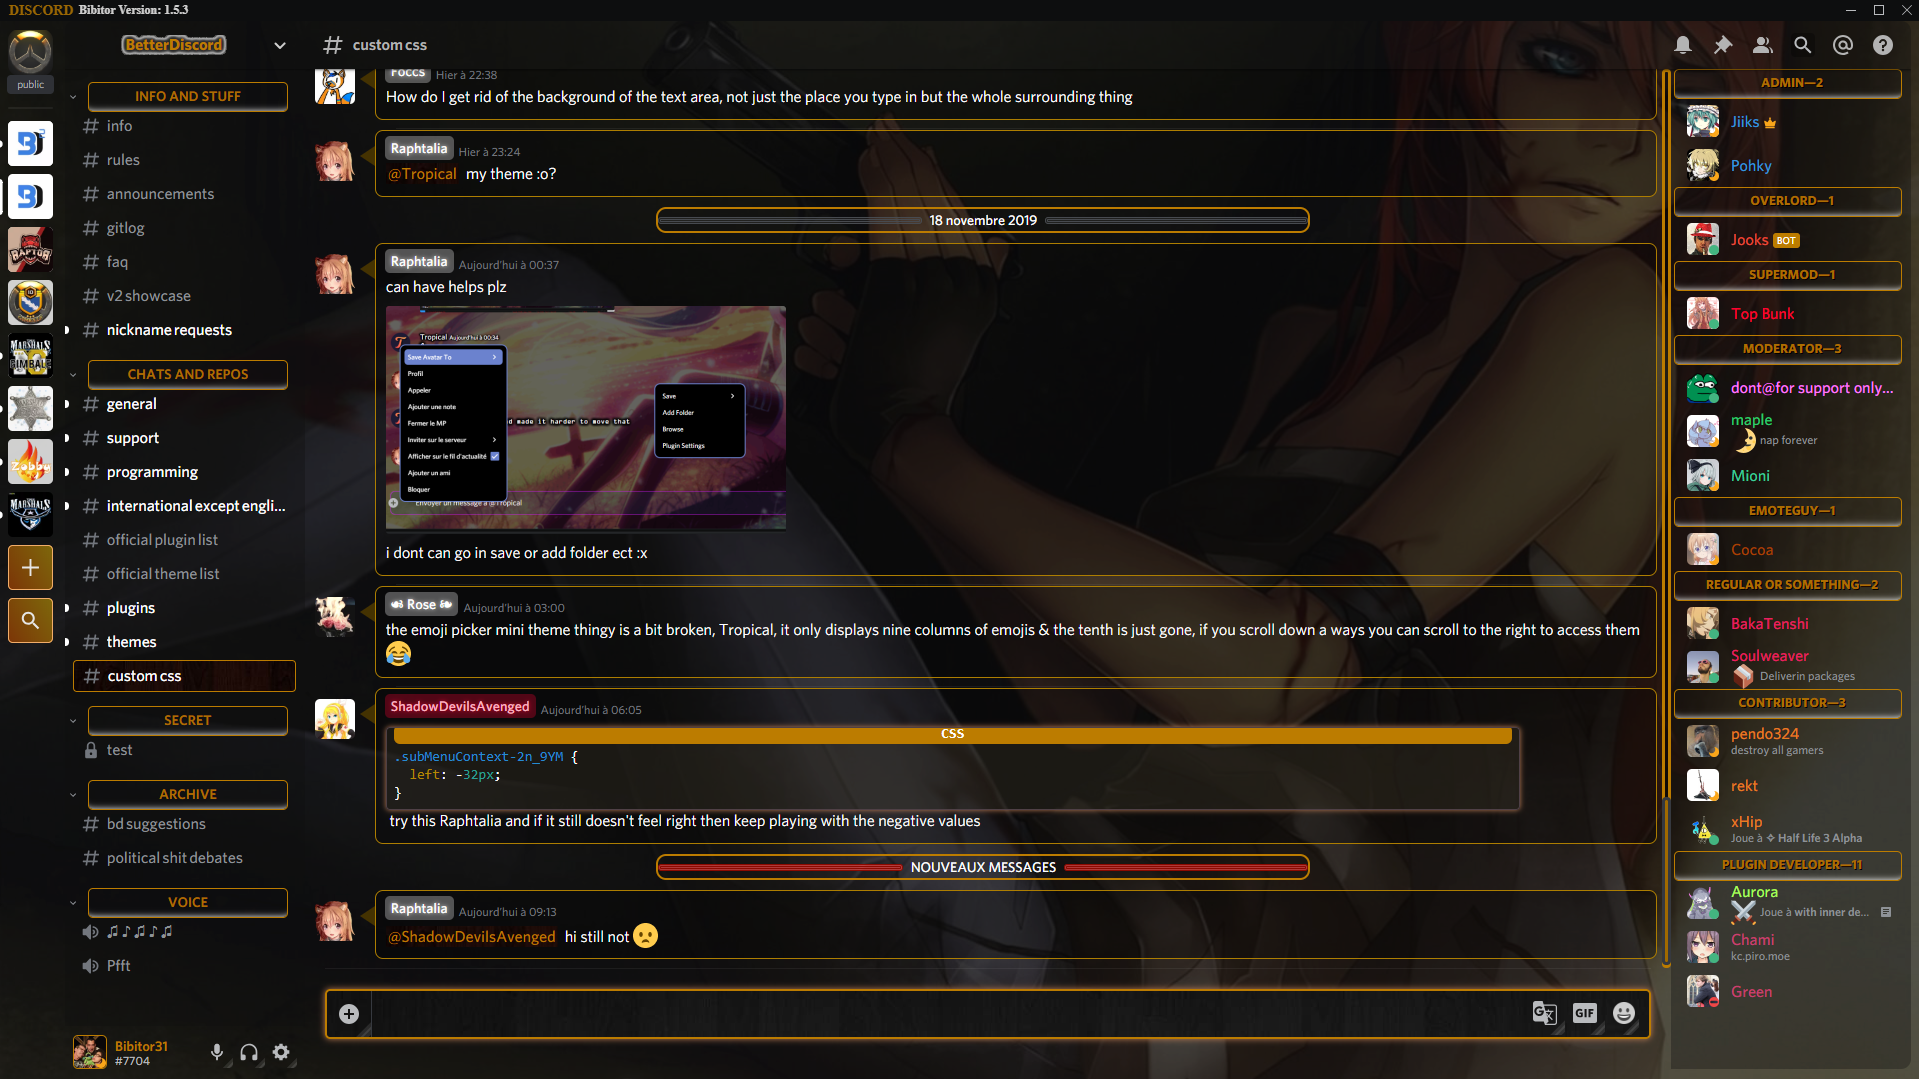 DISCORD Bibitor Version: 1.5.3
public
BetterDiscord
INFO AND STUFF
info
rules
announcements
gitlog
faq
v2 showcase
nickname requests
CHATS AND REPOS
general
support
programming
international except engli...
official plugin list
official theme list
plugins
themes
custom css
SECRET
test
ARCHIVE
bd suggestions
political shit debates
VOICE
♫♪♫♪♫
Pfft
Bibitor31
#7704
RAPTOR
MARSHALS
GIMBALE
Zobby
MARSHALS
# custom css
Foccs Hier à 22:38
How do I get rid of the background of the text area, not just the place you type in but the whole surrounding thing
Raphtalia Hier à 23:24
@Tropical my theme :o?
18 novembre 2019
Raphtalia Aujourd'hui à 00:37
can have helps plz
Tropical Aujourd'hui à 00:34
Save Avatar To
Profil
Appeler
Ajouter une note
Fermer le MP
Inviter sur le serveur
Afficher sur le fil d'actualité
Ajouter un ami
Bloquer
d made it harder to move that
Save
Add Folder
Browse
Plugin Settings
Envoyer un message à @Tropical
i dont can go in save or add folder ect :x
Rose Aujourd'hui à 03:00
the emoji picker mini theme thingy is a bit broken, Tropical, it only displays nine columns of emojis & the tenth is just gone, if you scroll down a ways you can scroll to the right to access them
😂
ShadowDevilsAvenged Aujourd'hui à 06:05
CSS
.subMenuContext-2n_9YM {
left: -32px;
}
try this Raphtalia and if it still doesn't feel right then keep playing with the negative values
NOUVEAUX MESSAGES
Raphtalia Aujourd'hui à 09:13
@ShadowDevilsAvenged hi still not 🙁
GIF
ADMIN—2
Jiiks
Pohky
OVERLORD—1
Jooks BOT
SUPERMOD—1
Top Bunk
MODERATOR—3
dont@for support only...
maple
nap forever
Mioni
EMOTEGUY—1
Cocoa
REGULAR OR SOMETHING—2
BakaTenshi
Soulweaver
Deliverin packages
CONTRIBUTOR—3
pendo324
destroy all gamers
rekt
xHip
Joue à ✧ Half Life 3 Alpha
PLUGIN DEVELOPER—11
Aurora
Joue à with inner de...
Chami
kc.piro.moe
Green